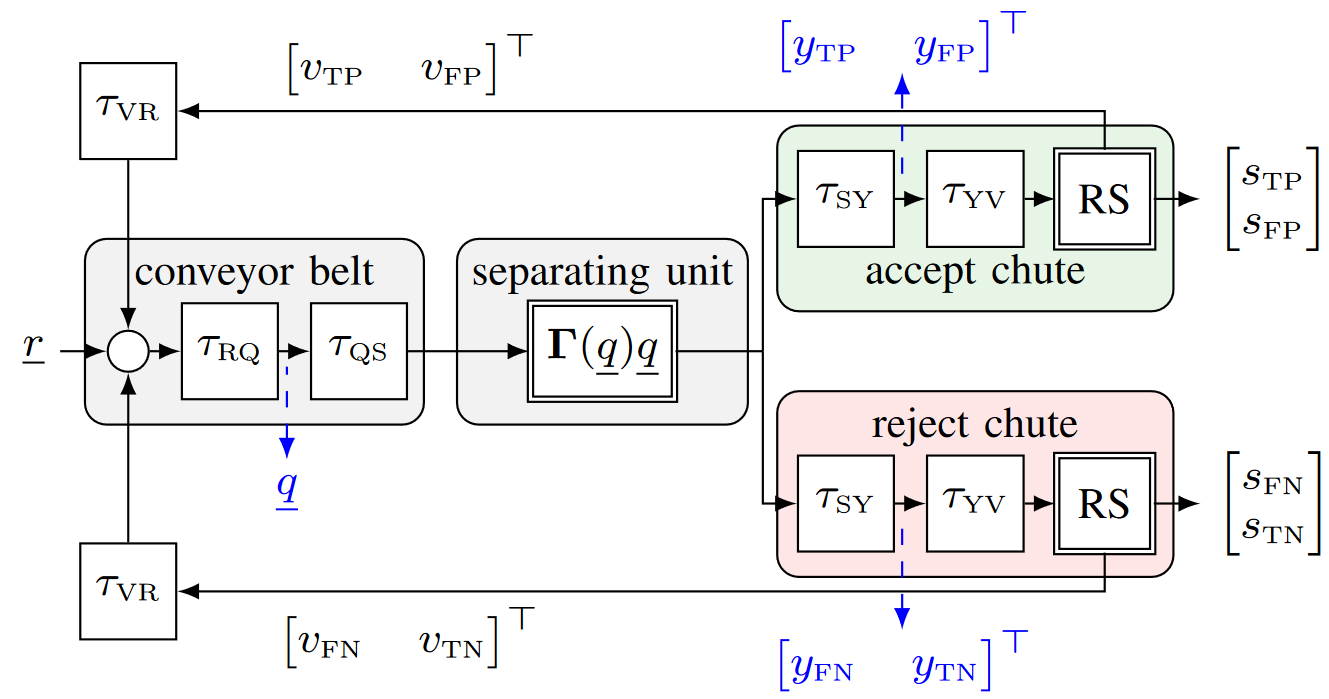 [v_TP v_FP]^⊤
[y_TP y_FP]^⊤
τ_VR
τ_SY τ_YV RS
[s_TP
s_FP]
accept chute
conveyor belt
separating unit
r τ_RQ τ_QS Γ(q)q
reject chute
q
τ_SY τ_YV RS
[s_FN
s_TN]
τ_VR
[v_FN v_TN]^⊤
[y_FN y_TN]^⊤